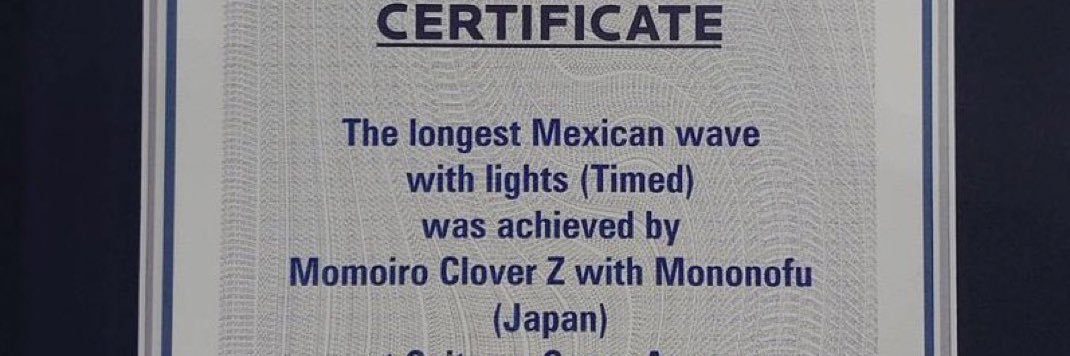 CERTIFICATE
The longest Mexican wave
with lights (Timed)
was achieved by
Momoiro Clover Z with Mononofu
(Japan)